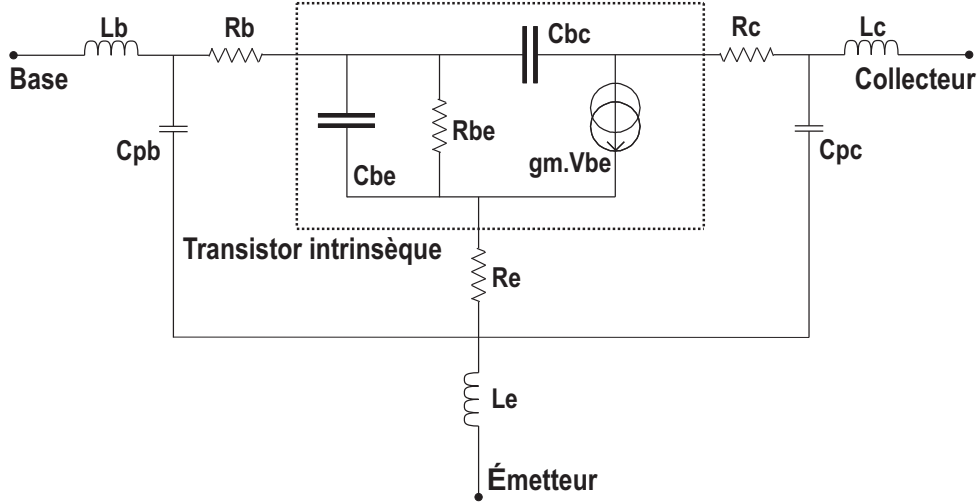 Lb
Rb
Cbc
Rc
Lc
Base
Collecteur
Rbe
Cpb
gm.Vbe
Cpc
Cbe
Transistor intrinsèque
Re
Le
Émetteur